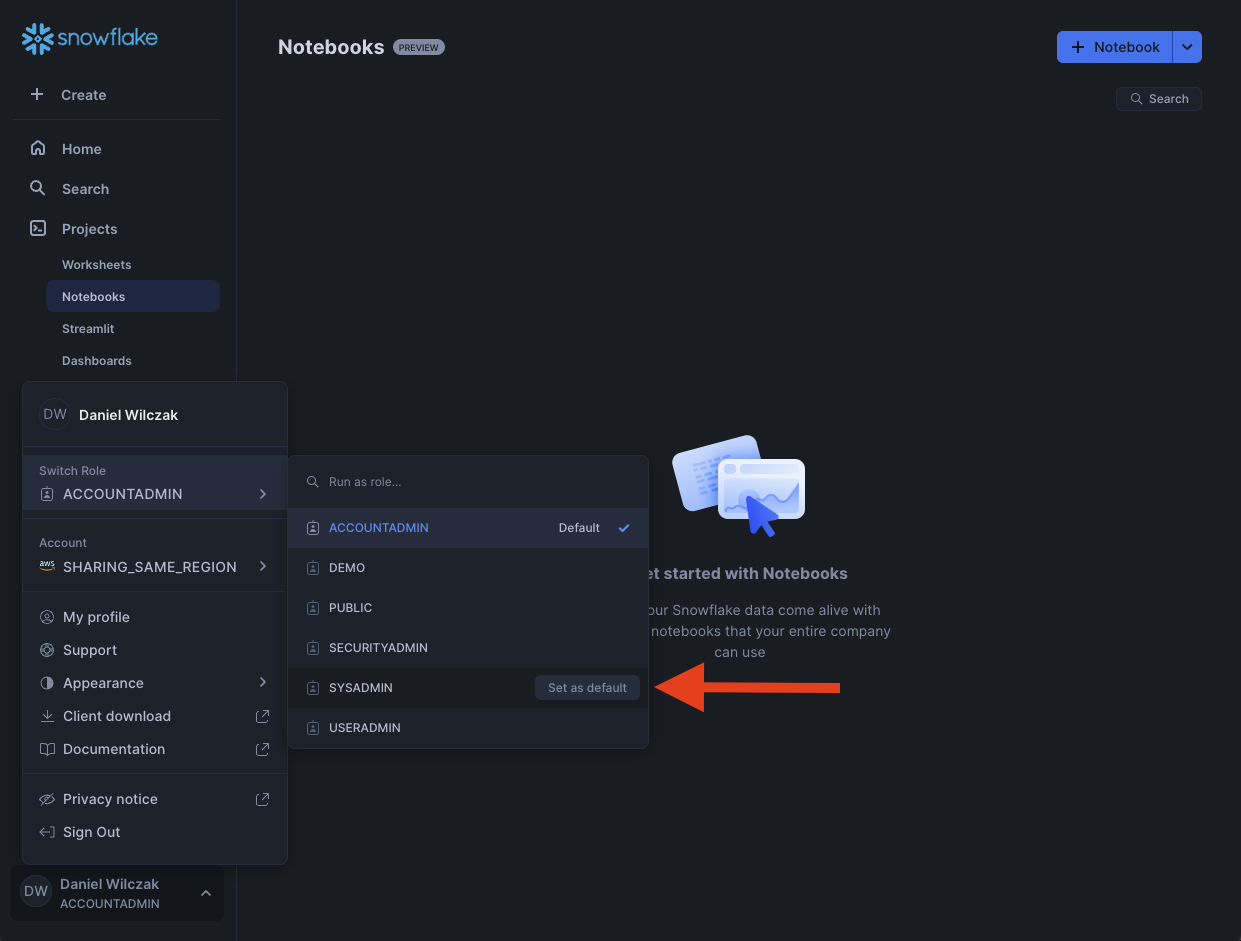 snowflake
Create
Home
Search
Projects
Worksheets
Notebooks
Streamlit
Dashboards
DW
Daniel Wilczak
Switch Role
ACCOUNTADMIN
Account
aws
SHARING_SAME_REGION
My profile
Support
Appearance
Client download
Documentation
Privacy notice
Sign Out
DW
Daniel Wilczak
ACCOUNTADMIN
Run as role...
ACCOUNTADMIN Default
DEMO
PUBLIC
SECURITYADMIN
SYSADMIN Set as default
USERADMIN
Notebooks PREVIEW
+ Notebook
Search
et started with Notebooks
our Snowflake data come alive with
notebooks that your entire company
can use